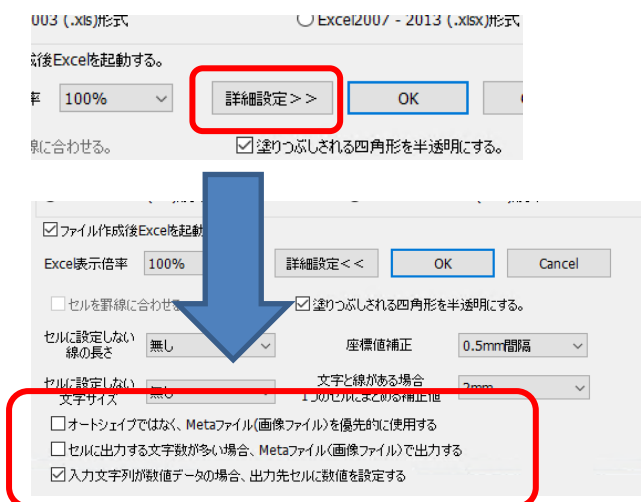 003 (.xls)形式 Excel2007 - 2013 (.xlsx)形式
後Excelを起動する。
率 100% 詳細設定>> OK
線に合わせる。 塗りつぶしされる四角形を半透明にする。
ファイル作成後Excelを起動
Excel表示倍率 100% 詳細設定<< OK Cancel
セルを罫線に合わせ 塗りつぶしされる四角形を半透明にする。
セルに設定しない
線の長さ 無し 座標値補正 0.5mm間隔
セルに設定しない
文字サイズ 無し 文字と線がある場合
1つのセルにまとめる補正値 2mm
オートシェイプではなく、Metaファイル(画像ファイル)を優先的に使用する
セルに出力する文字数が多い場合、Metaファイル(画像ファイル)で出力する
入力文字列が数値データの場合、出力先セルに数値を設定する